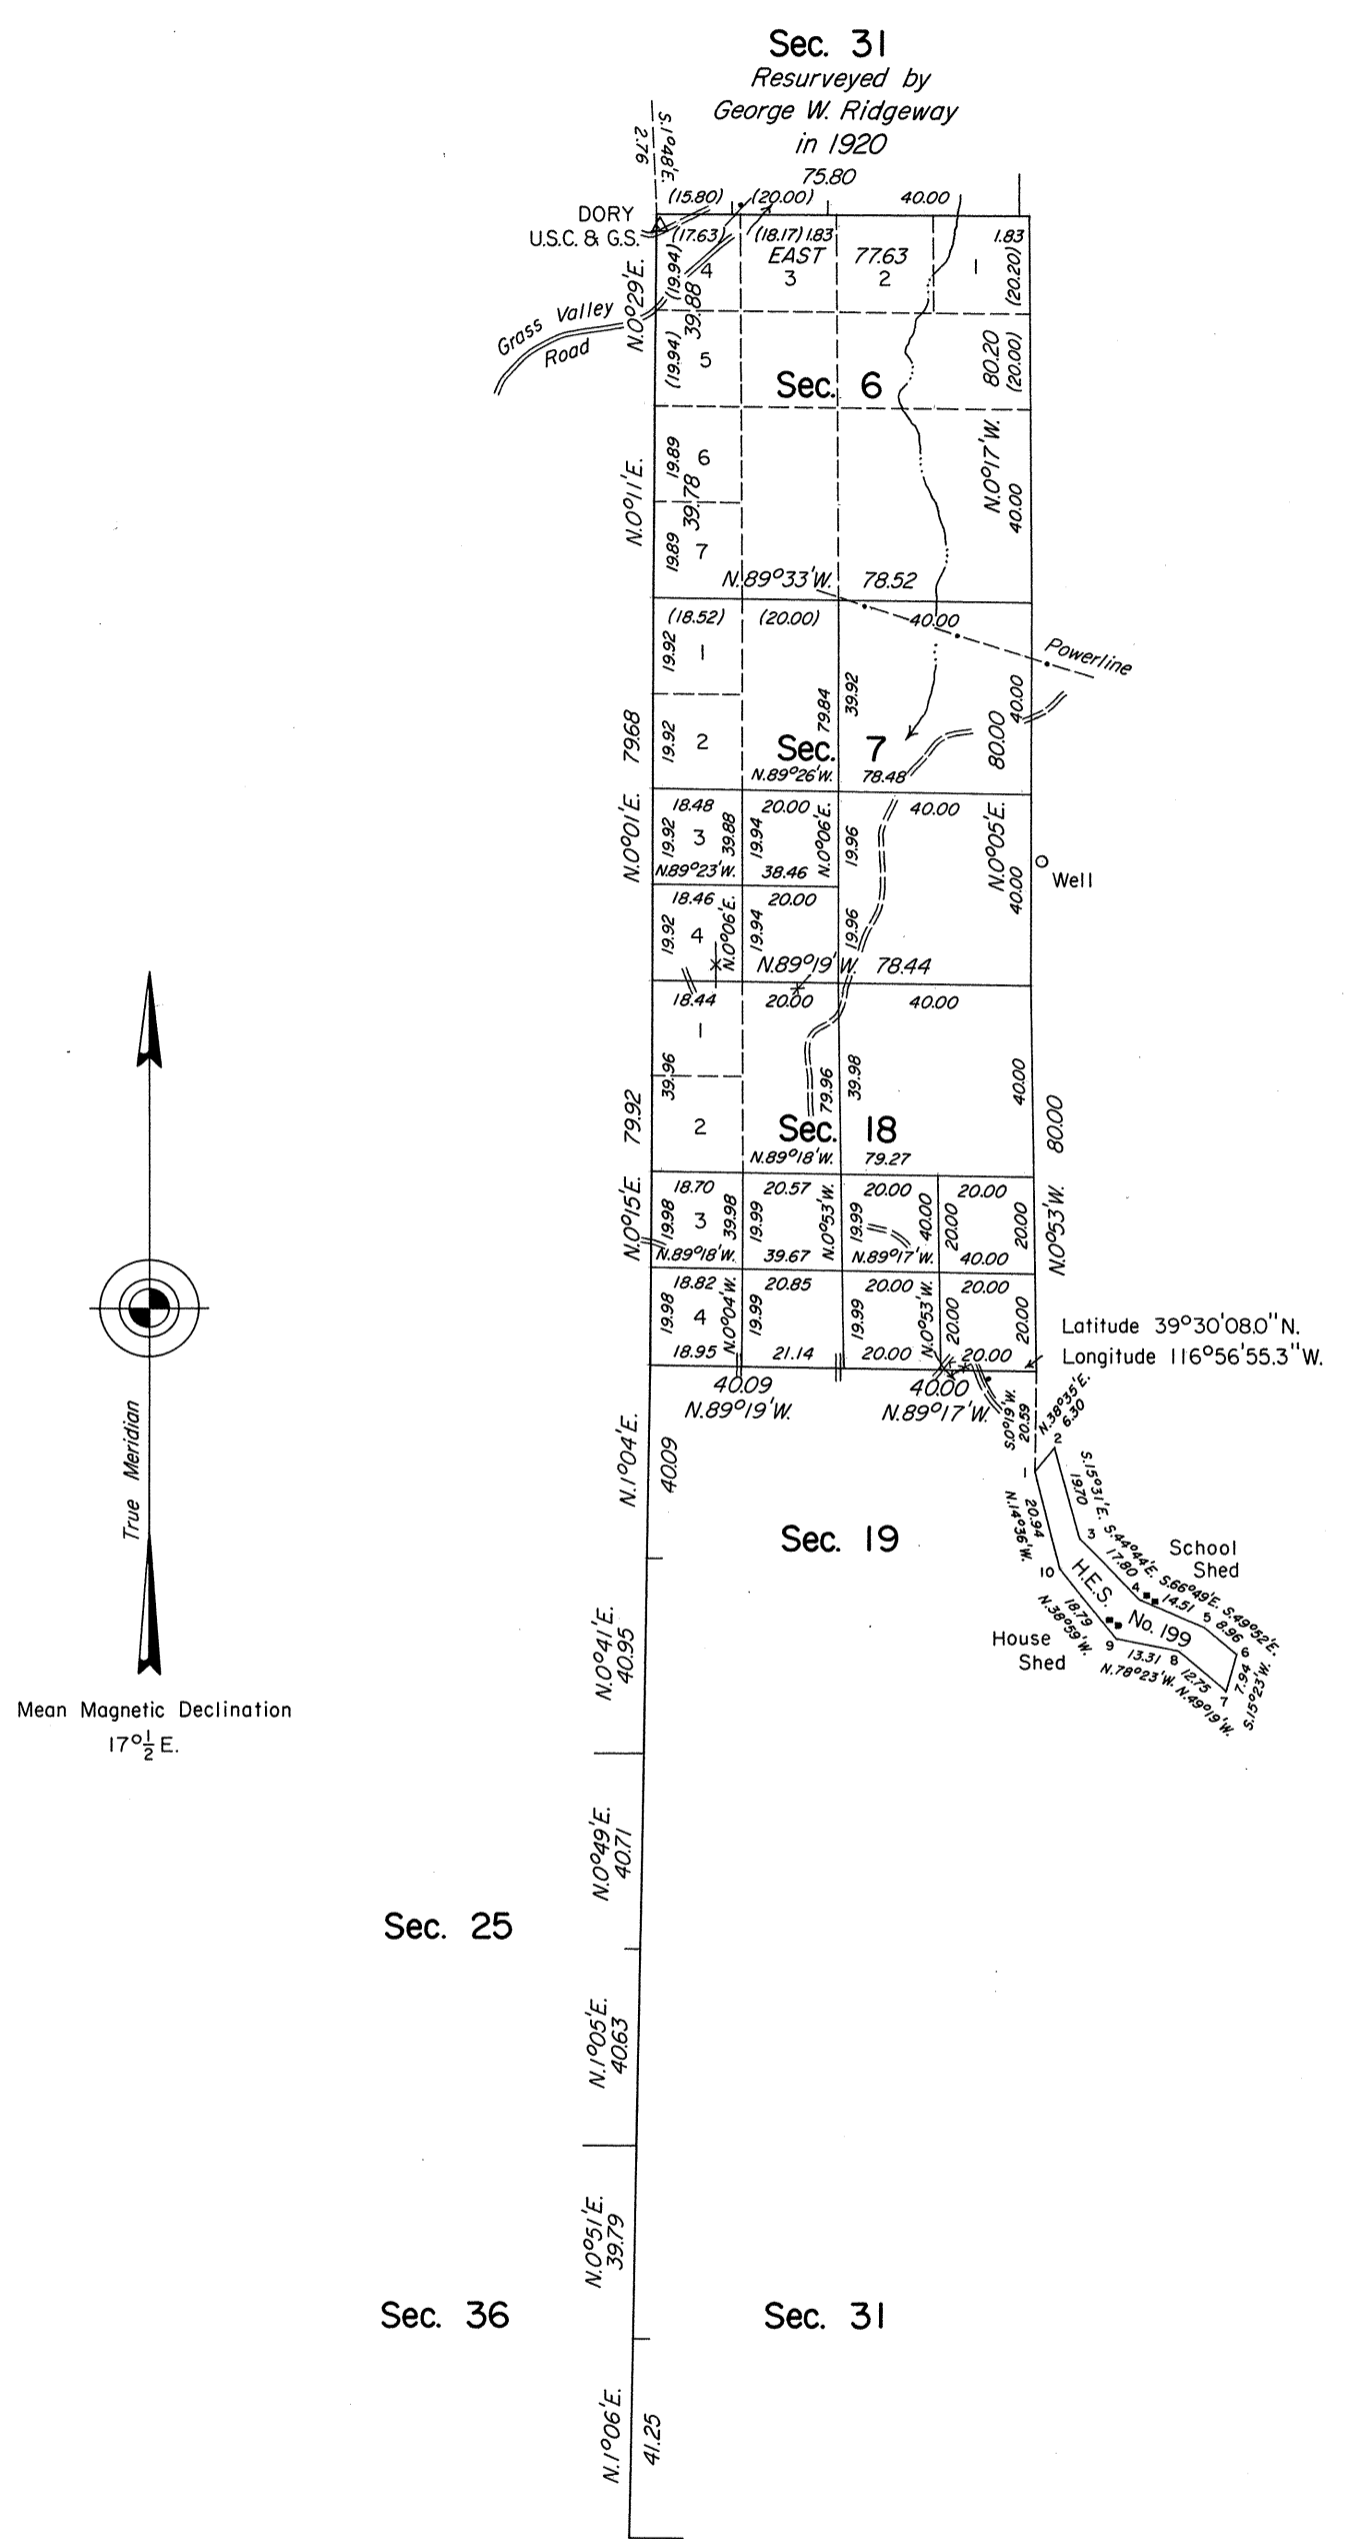 Sec. 31
Resurveyed by
George W. Ridgeway
in 1920
75.80
S.1°48'E.
2.76
(15.80) (20.00) 40.00
DORY
U.S.C. & G.S.
(17.63) (18.17) 1.83 1.83
EAST 77.63
4 3 2 1
(19.94)
39.88
(20.20)
N.0°29'E.
Grass Valley
Road
(19.94)
5
80.20
(20.00)
Sec. 6
N.0°11'E.
19.89
6
39.78
N.0°17'W.
40.00
19.89
7
N.89°33'W. 78.52
(18.52) (20.00) 40.00
19.92
1
Powerline
79.68
19.92
2
79.84
39.92
40.00
80.00
Sec. 7
N.89°26'W. 78.48
18.48 20.00 40.00
N.0°01'E.
19.92
3
39.88
19.94
N.0°06'E.
19.96
N.0°05'E.
40.00
Well
N.89°23'W. 38.46
18.46 20.00
19.92
4
N.0°06'E.
19.94
19.96
N.89°19'W. 78.44
18.44 20.00 40.00
1
39.96
79.96
39.98
40.00
79.92
2
80.00
Sec. 18
N.89°18'W. 79.27
18.70 20.57 20.00 20.00
N.0°15'E.
19.98
3
39.98
19.99
N.0°53'W.
19.99
40.00
20.00
20.00
N.0°53'W.
N.89°18'W. 39.67 N.89°17'W. 40.00
18.82 20.85 20.00 20.00
19.98
4
N.0°04'W.
19.99
19.99
N.0°53'W.
20.00
20.00
18.95 21.14 20.00 20.00
Latitude 39°30'08.0"N.
Longitude 116°56'55.3"W.
40.09 40.00
N.89°19'W. N.89°17'W.
N.1°04'E.
40.09
S.0°19'W.
20.59
N.38°35'E.
6.30
1
2
S.15°31'E.
19.70
20.94
N.14°36'W.
3
S.44°44'E.
17.80
4
S.66°49'E.
14.51
5
S.49°52'E.
8.96
6
7.94
S.15°23'W.
7
12.75
N.49°19'W.
8
13.31
N.78°23'W.
9
18.79
N.38°59'W.
10
H.E.S. No. 199
School
Shed
House
Shed
Sec. 19
True Meridian
Mean Magnetic Declination
17°½ E.
N.0°41'E.
40.95
N.0°49'E.
40.71
Sec. 25
N.1°05'E.
40.63
N.0°51'E.
39.79
Sec. 36 Sec. 31
N.1°06'E.
41.25